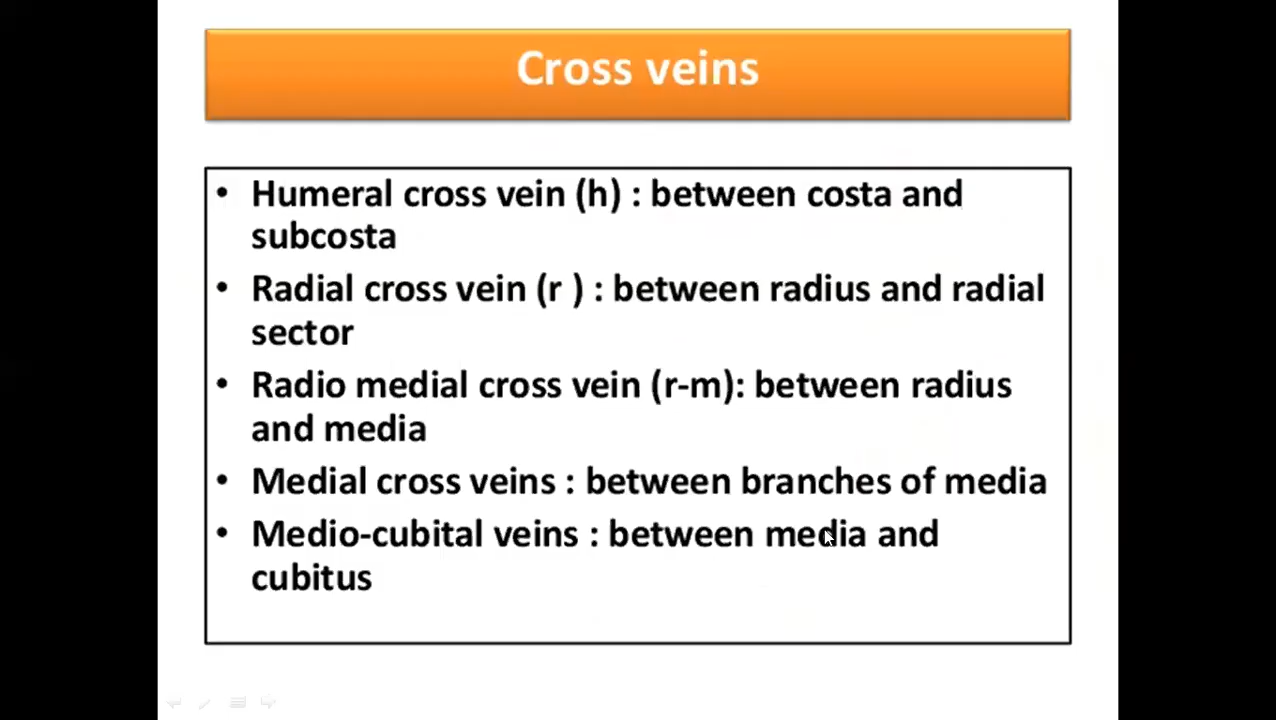 Cross veins
• Humeral cross vein (h) : between costa and
subcosta
• Radial cross vein (r ) : between radius and radial
sector
• Radio medial cross vein (r-m): between radius
and media
• Medial cross veins : between branches of media
• Medio-cubital veins : between media and
cubitus